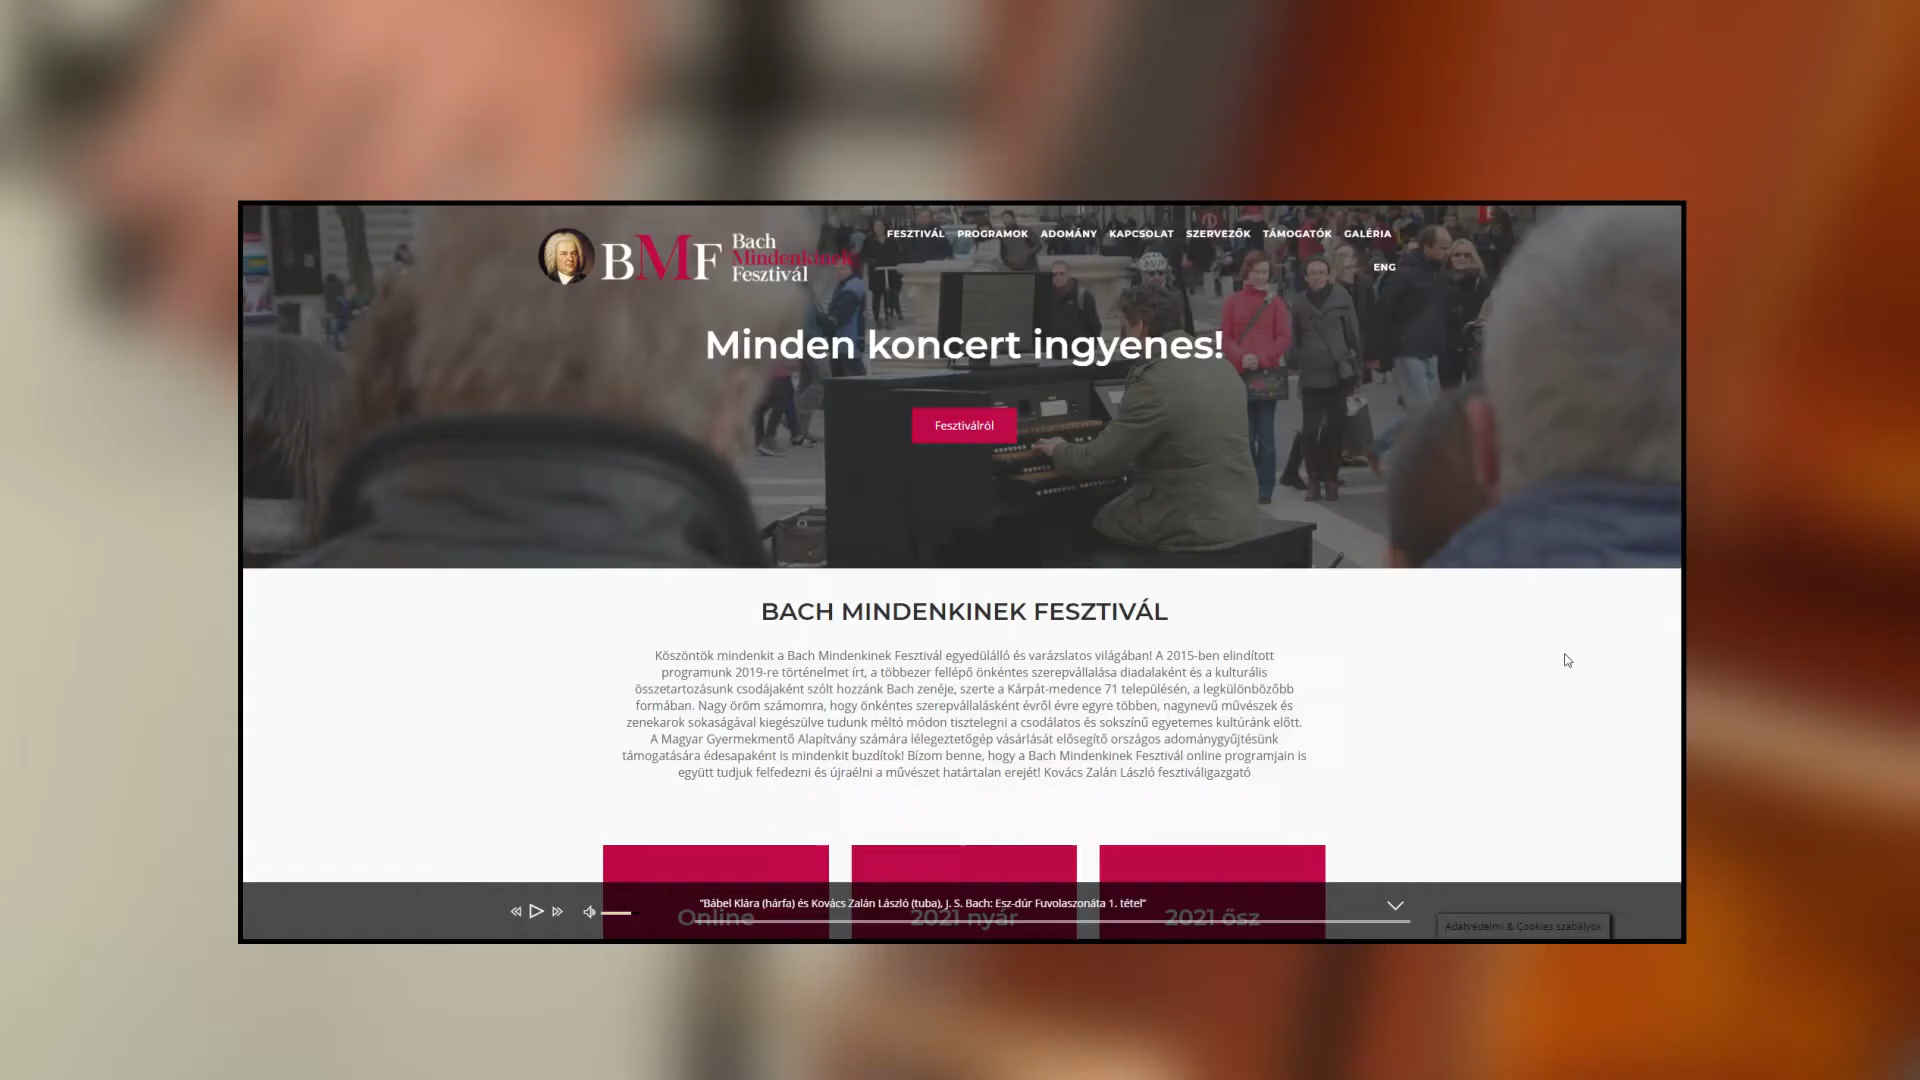 BMF
Bach
Mindenkinek
Fesztivál
FESZTIVÁL PROGRAMOK ADOMÁNY KAPCSOLAT SZERVEZŐK TÁMOGATÓK GALÉRIA
ENG
Minden koncert ingyenes!
Fesztiválról
BACH MINDENKINEK FESZTIVÁL
Köszöntök mindenkit a Bach Mindenkinek Fesztivál egyedülálló és varázslatos világában! A 2015-ben elindított
programunk 2019-re történelmet írt, a többezer fellépő önkéntes szerepvállalása diadalaként és a kulturális
összetartozásunk csodájaként szólt hozzánk Bach zenéje, szerte a Kárpát-medence 71 településén, a legkülönbözőbb
formában. Nagy öröm számomra, hogy önkéntes szerepvállalásként évről évre egyre többen, nagynevű művészek és
zenekarok sokaságával kiegészülve tudunk méltó módon tisztelegni a csodálatos és sokszínű egyetemes kultúránk előtt.
A Magyar Gyermekmentő Alapítvány számára lélegeztetőgép vásárlását elősegítő országos adománygyűjtésünk
támogatására édesapaként is mindenkit buzdítok! Bízom benne, hogy a Bach Mindenkinek Fesztivál online programjain is
együtt tudjuk felfedezni és újraélni a művészet határtalan erejét! Kovács Zalán László fesztiváligazgató
"Bábel Klára (hárfa) és Kovács Zalán László (tuba), J. S. Bach: Esz-dúr Fuvolaszonáta 1. tétel"
Online 2021 nyár 2021 ősz
Adatvédelmi & Cookies szabályok